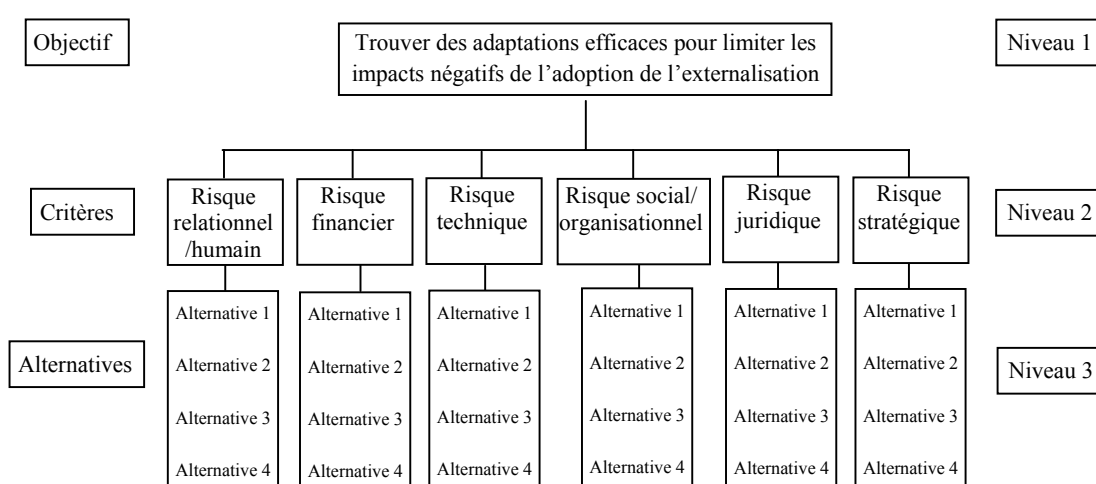 Objectif
Trouver des adaptations efficaces pour limiter les
impacts négatifs de l’adoption de l’externalisation
Niveau 1
Critères
Risque
relationnel
/humain
Risque
financier
Risque
technique
Risque social/
organisationnel
Risque
juridique
Risque
stratégique
Niveau 2
Alternatives
Alternative 1
Alternative 2
Alternative 3
Alternative 4
Alternative 1
Alternative 2
Alternative 3
Alternative 4
Alternative 1
Alternative 2
Alternative 3
Alternative 4
Alternative 1
Alternative 2
Alternative 3
Alternative 4
Alternative 1
Alternative 2
Alternative 3
Alternative 4
Alternative 1
Alternative 2
Alternative 3
Alternative 4
Niveau 3